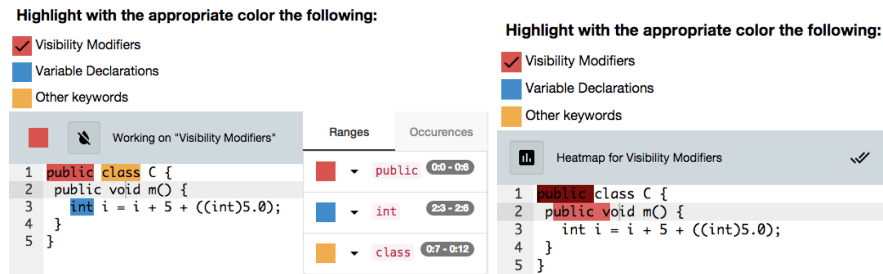 Highlight with the appropriate color the following:
Visibility Modifiers
Variable Declarations
Other keywords
Working on "Visibility Modifiers"
1 public class C {
2 public void m() {
3 int i = i + 5 + ((int)5.0);
4 }
5 }
Ranges Occurences
public 0:0 - 0:6
int 2:3 - 2:6
class 0:7 - 0:12
Highlight with the appropriate color the following:
Visibility Modifiers
Variable Declarations
Other keywords
Heatmap for Visibility Modifiers
1 public class C {
2 public void m() {
3 int i = i + 5 + ((int)5.0);
4 }
5 }